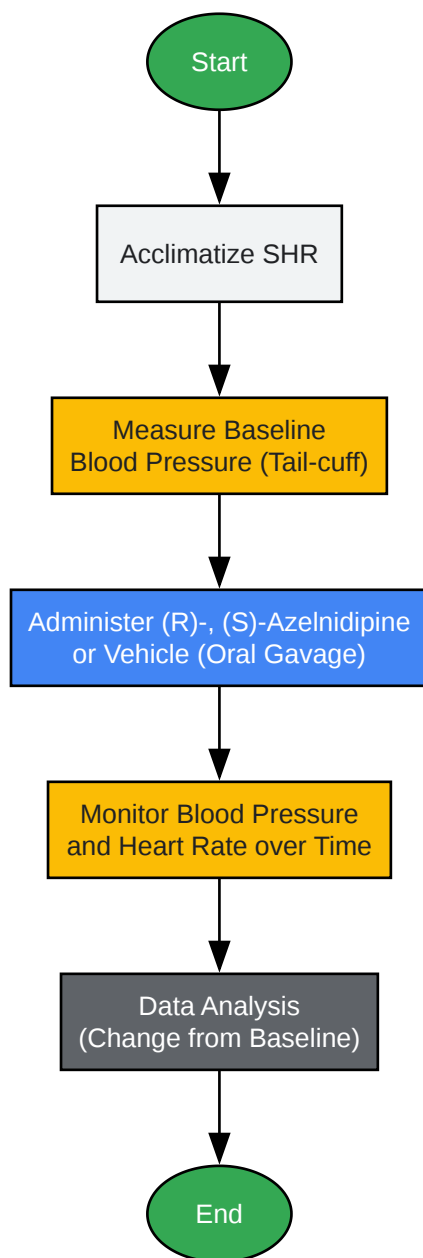 Start
Acclimatize SHR
Measure Baseline
Blood Pressure (Tail-cuff)
Administer (R)-, (S)-Azelnidipine
or Vehicle (Oral Gavage)
Monitor Blood Pressure
and Heart Rate over Time
Data Analysis
(Change from Baseline)
End